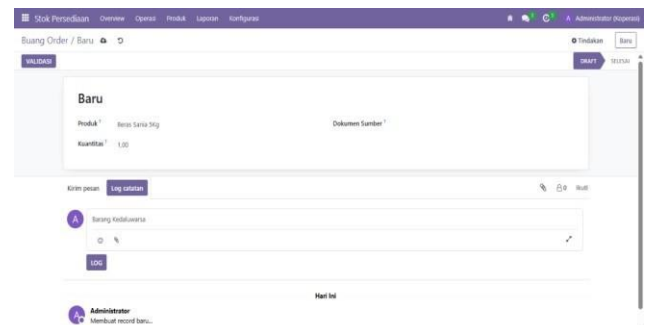 Stok Persediaan Overview Operasi Produk Laporan Konfigurasi A Administrator (Koperasi)
Buang Order / Baru Tindakan Baru
VALIDASI DRAFT SELESAI
Baru
Produk ? Beras Sania 5Kg Dokumen Sumber ?
Kuantitas ? 1,00
Kirim pesan Log catatan 0 Ikuti
A Barang Kedaluwarsa
LOG
Hari Ini
Administrator
A Membuat record baru...